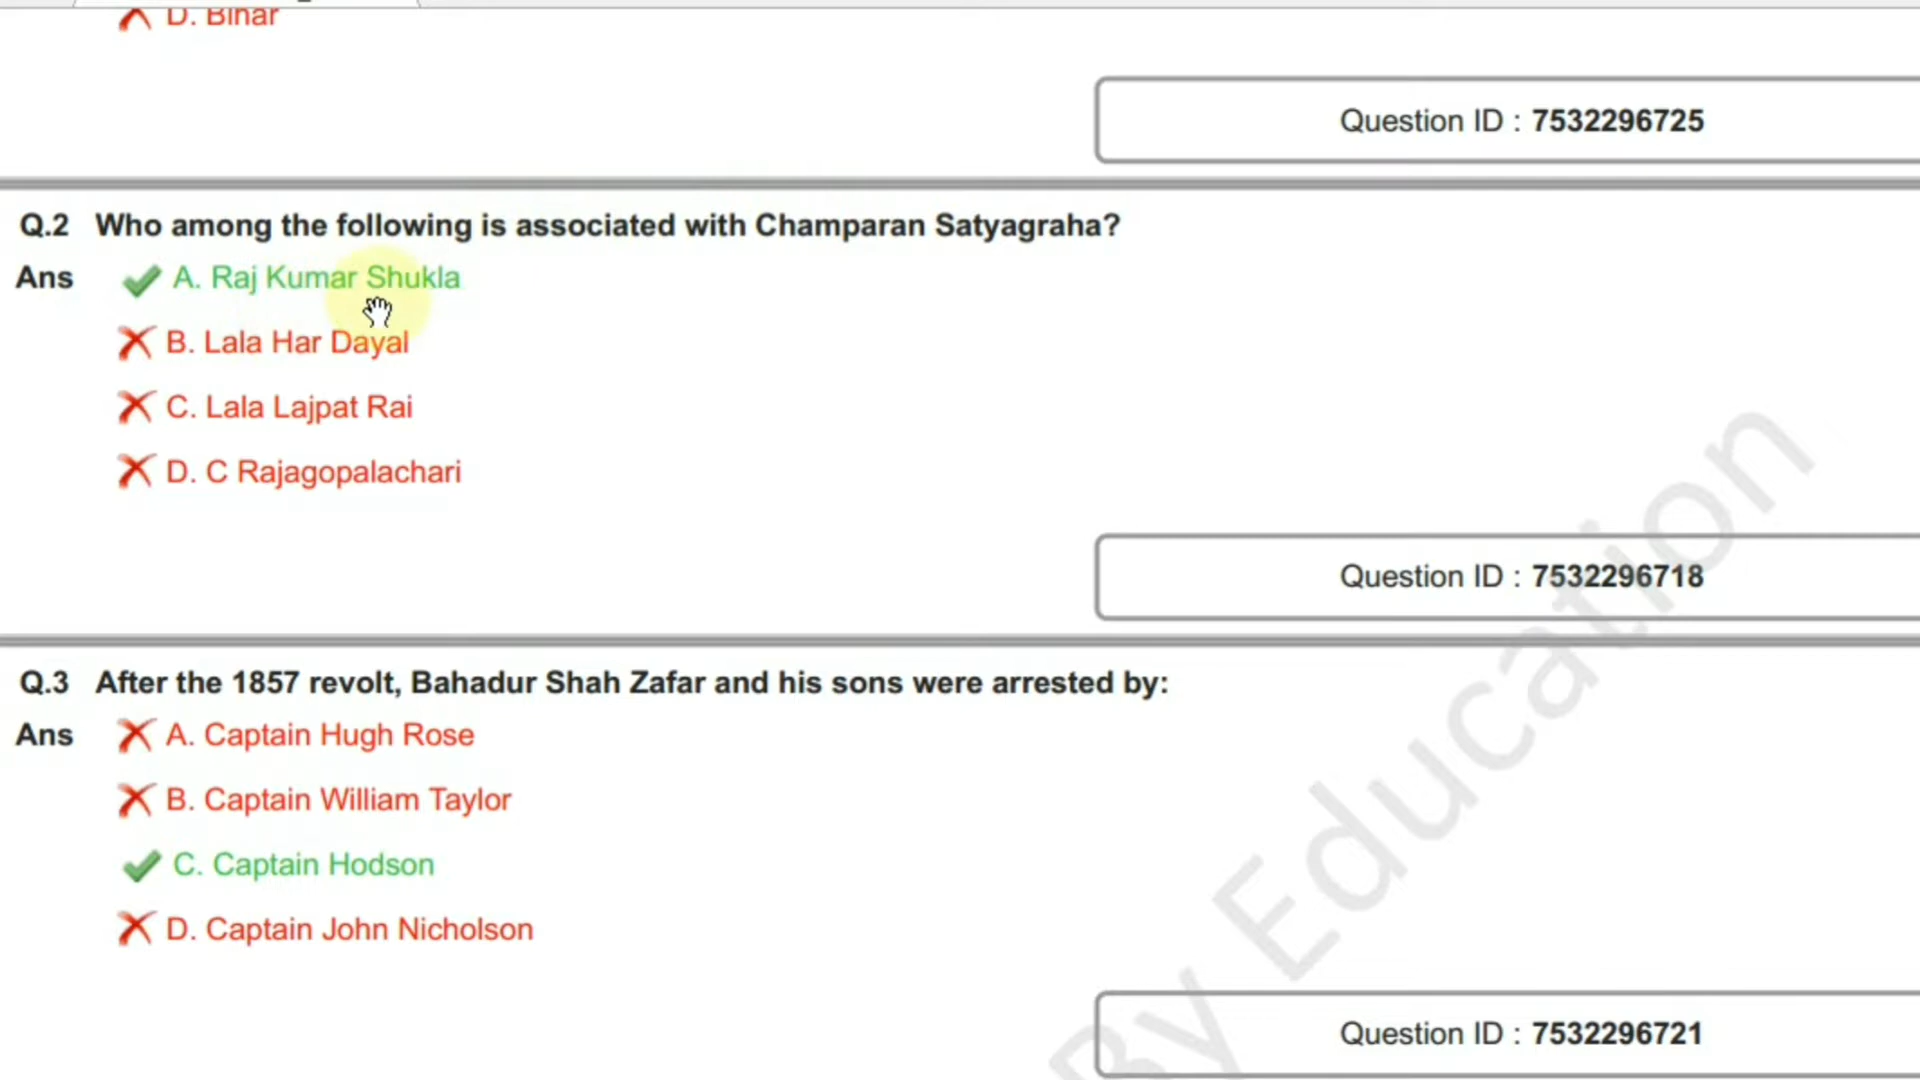 D. Bihar
Question ID : 7532296725
Q.2 Who among the following is associated with Champaran Satyagraha?
Ans A. Raj Kumar Shukla
B. Lala Har Dayal
C. Lala Lajpat Rai
D. C Rajagopalachari
Question ID : 7532296718
Q.3 After the 1857 revolt, Bahadur Shah Zafar and his sons were arrested by:
Ans A. Captain Hugh Rose
B. Captain William Taylor
C. Captain Hodson
D. Captain John Nicholson
Question ID : 7532296721
By Education